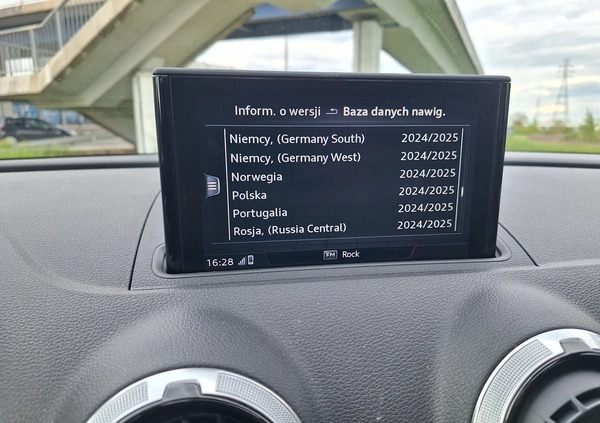 Inform. o wersji Baza danych nawig.
Niemcy, (Germany South) 2024/2025
Niemcy, (Germany West) 2024/2025
Norwegia 2024/2025
Polska 2024/2025
Portugalia 2024/2025
Rosja, (Russia Central) 2024/2025
16:28 FM Rock